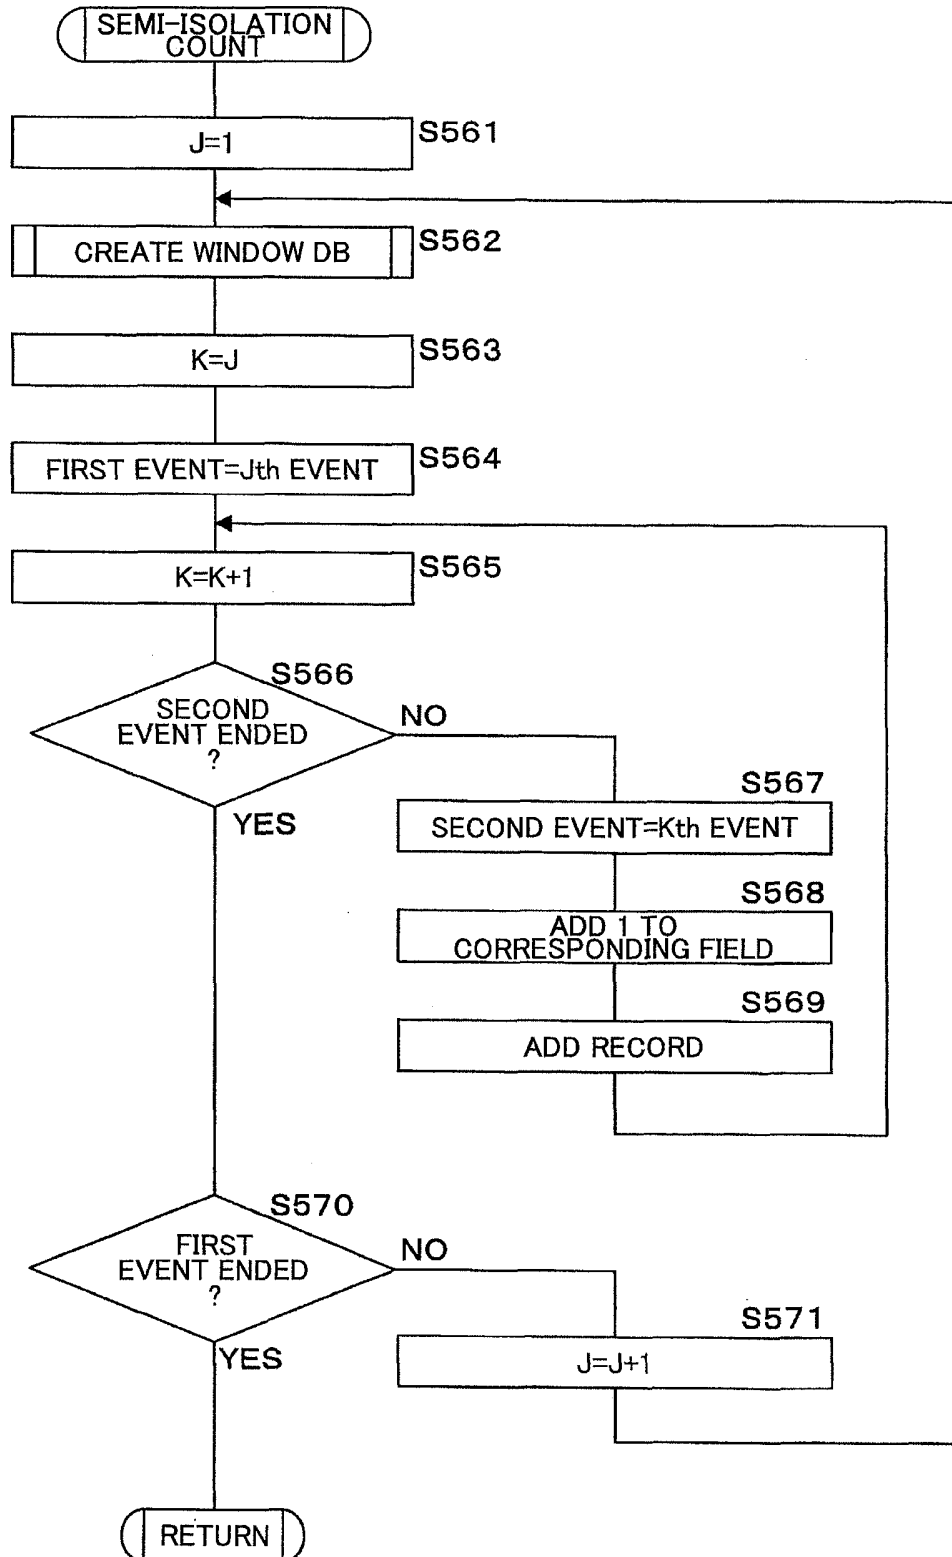 SEMI-ISOLATION
COUNT
J=1
S561
CREATE WINDOW DB
S562
K=J
S563
FIRST EVENT=Jth EVENT
S564
K=K+1
S565
S566
SECOND
EVENT ENDED
?
NO
YES
S567
SECOND EVENT=Kth EVENT
S568
ADD 1 TO
CORRESPONDING FIELD
S569
ADD RECORD
S570
FIRST
EVENT ENDED
?
NO
YES
S571
J=J+1
RETURN